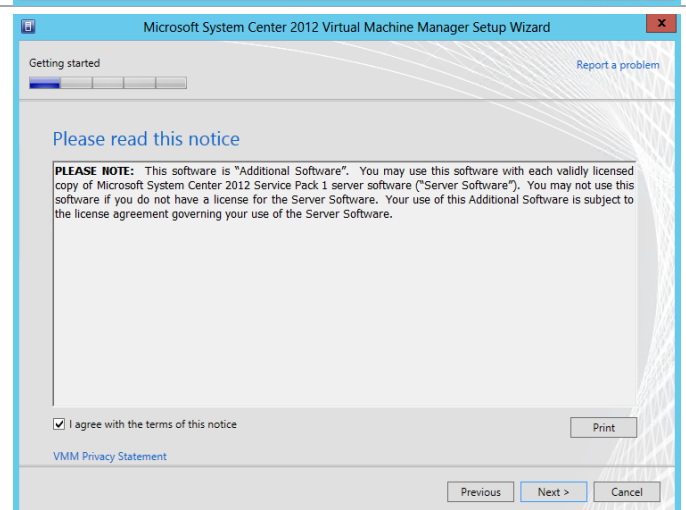 Microsoft System Center 2012 Virtual Machine Manager Setup Wizard
x
Getting started
Report a problem
Please read this notice
PLEASE NOTE: This software is “Additional Software”. You may use this software with each validly licensed
copy of Microsoft System Center 2012 Service Pack 1 server software (“Server Software”). You may not use this
software if you do not have a license for the Server Software. Your use of this Additional Software is subject to
the license agreement governing your use of the Server Software.
I agree with the terms of this notice
Print
VMM Privacy Statement
Previous
Next >
Cancel